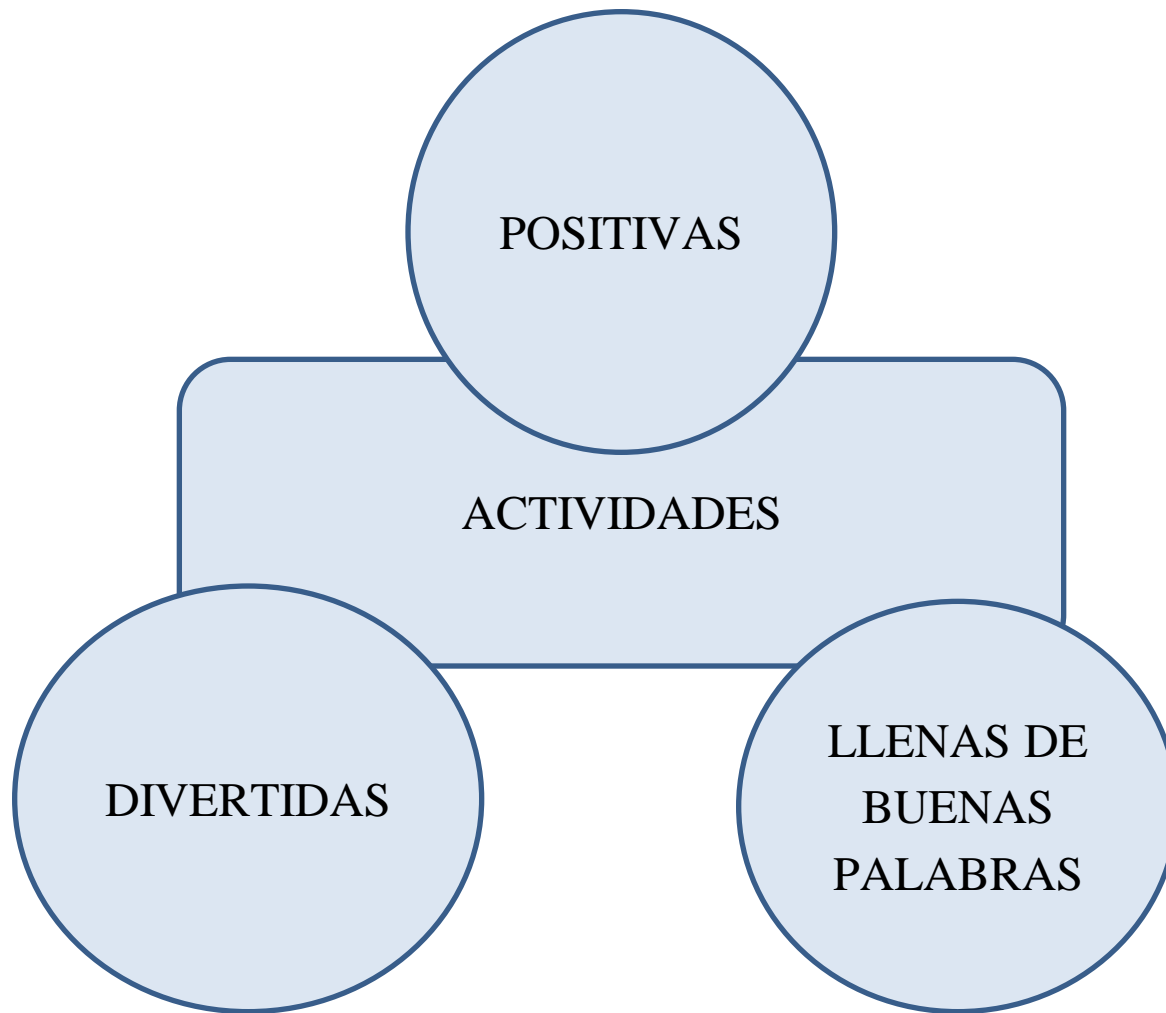 POSITIVAS
ACTIVIDADES
DIVERTIDAS
LLENAS DE
BUENAS
PALABRAS